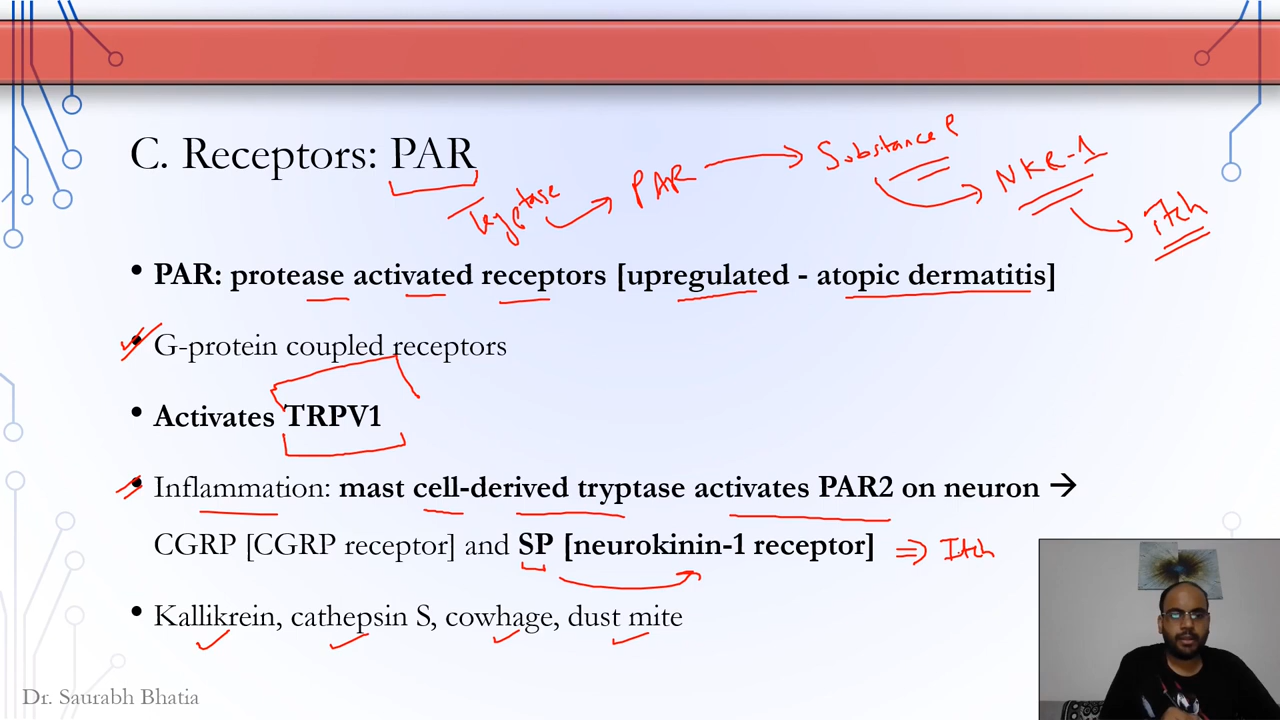 C. Receptors: PAR
Tryptase → PAR → Substance P → NKR-1 → Itch
• PAR: protease activated receptors [upregulated - atopic dermatitis]
• G-protein coupled receptors
• Activates TRPV1
• Inflammation: mast cell-derived tryptase activates PAR2 on neuron →
CGRP [CGRP receptor] and SP [neurokinin-1 receptor] ⇒ Itch
• Kallikrein, cathepsin S, cowhage, dust mite
Dr. Saurabh Bhatia